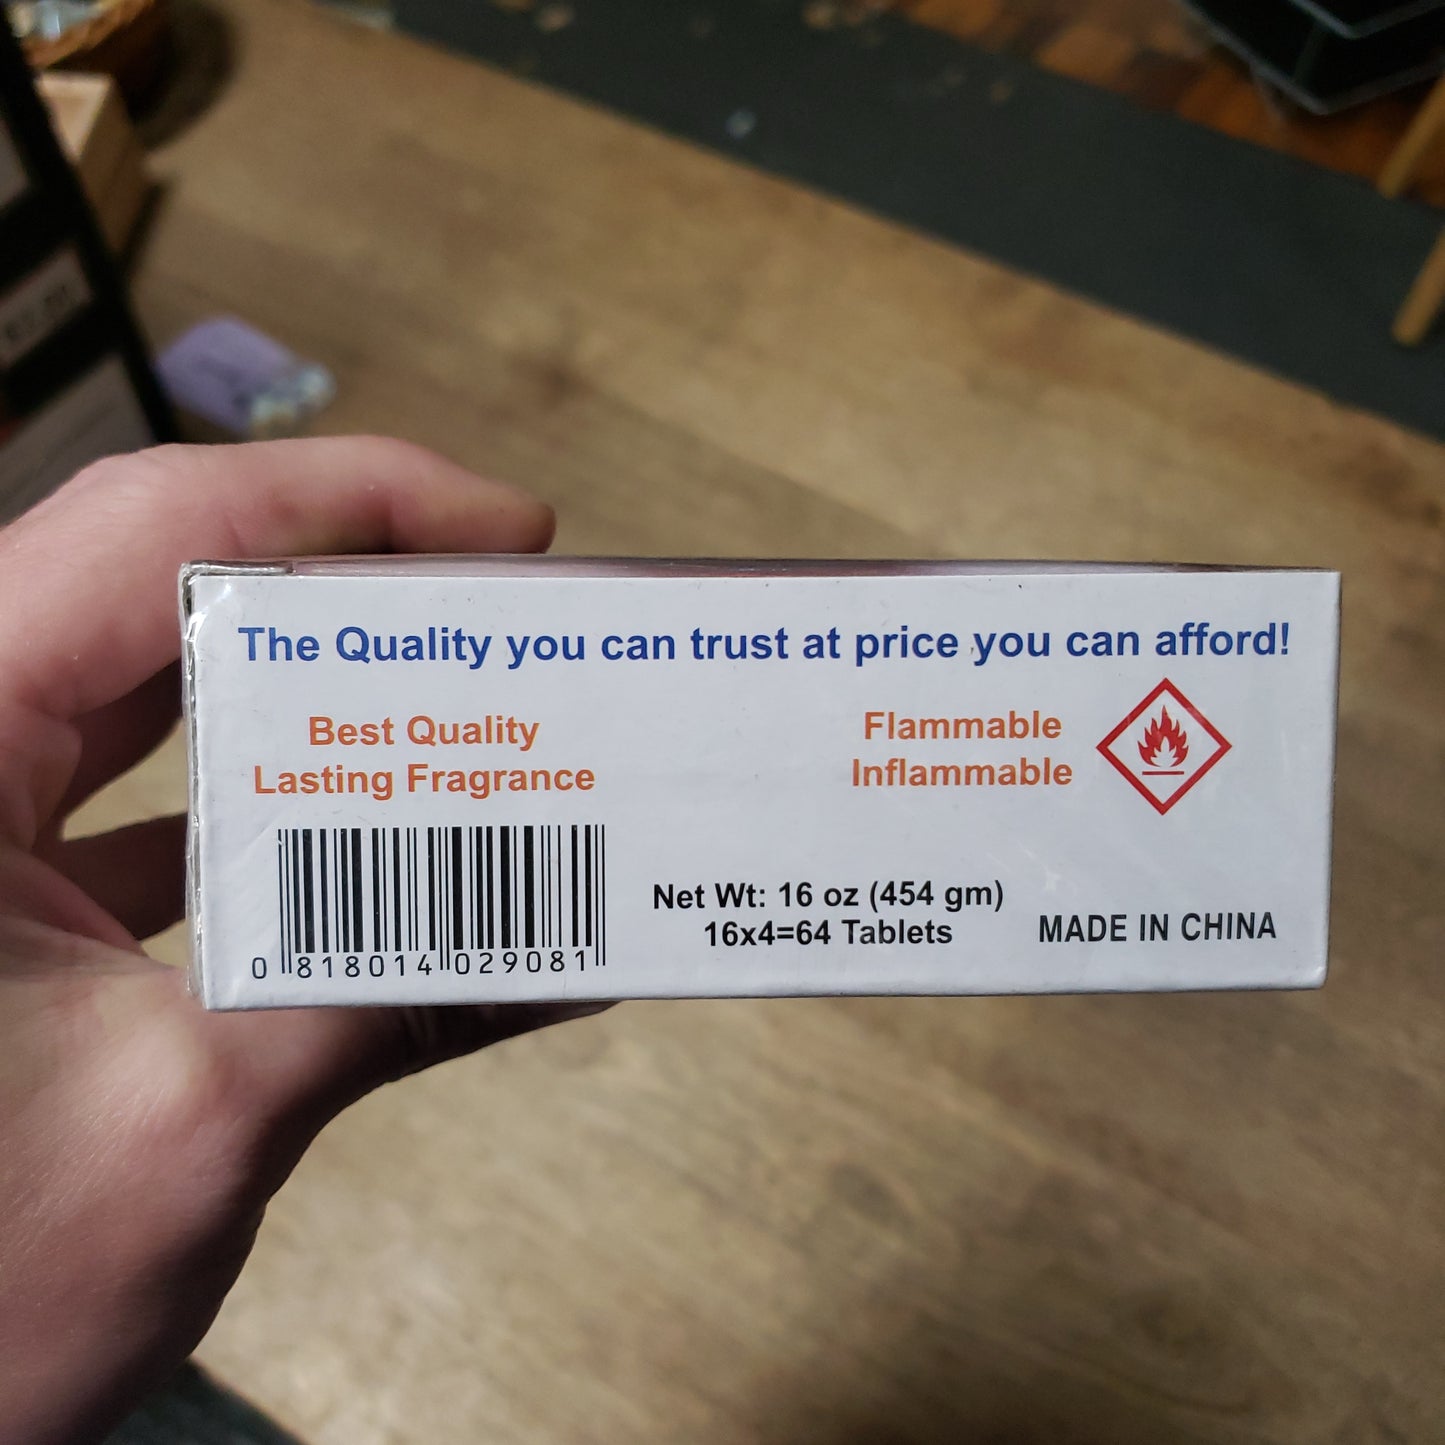 The Quality you can trust at price you can afford!
Best Quality
Lasting Fragrance
Flammable
Inflammable
0 818014 029081
Net Wt: 16 oz (454 gm)
16x4=64 Tablets
MADE IN CHINA